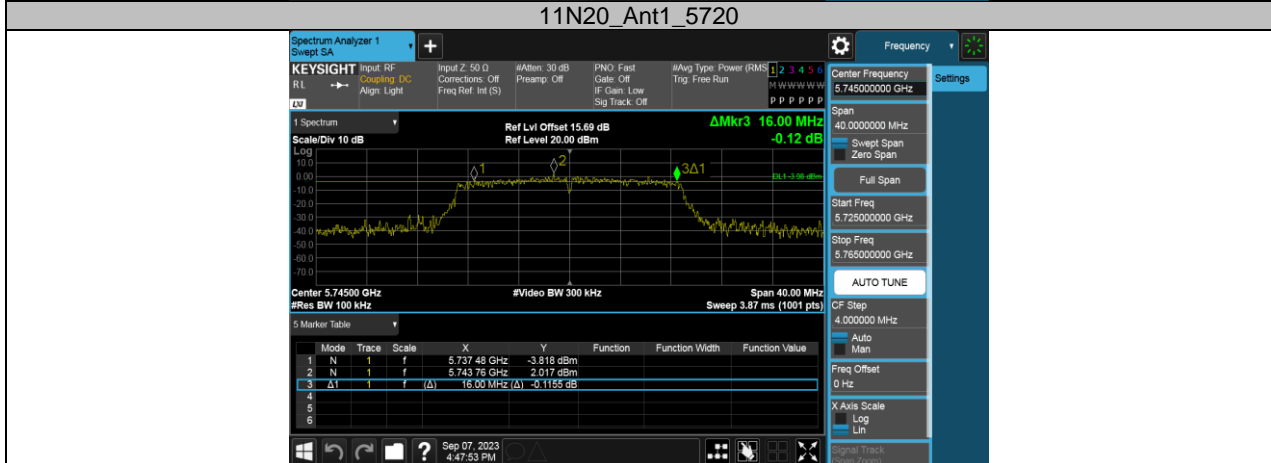 11N20_Ant1_5720
Spectrum Analyzer 1
Swept SA
+
Frequency
KEYSIGHT
RL
LXI
Input: RF
Coupling: DC
Align: Light
Input Z: 50 Ω
Corrections: Off
Freq Ref: Int (S)
#Atten: 30 dB
Preamp: Off
PNO: Fast
Gate: Off
IF Gain: Low
Sig Track: Off
#Avg Type: Power (RMS
Trig: Free Run
1 2 3 4 5 6
M W W W W W
P P P P P P
Center Frequency
5.745000000 GHz
Settings
1 Spectrum
Scale/Div 10 dB
Ref Lvl Offset 15.69 dB
Ref Level 20.00 dBm
ΔMkr3 16.00 MHz
-0.12 dB
Span
40.0000000 MHz
Swept Span
Zero Span
Full Span
Start Freq
5.725000000 GHz
Stop Freq
5.765000000 GHz
AUTO TUNE
CF Step
4.000000 MHz
Auto
Man
Freq Offset
0 Hz
X Axis Scale
Log
Lin
Signal Track
(Span Zoom)
Log
10.0
0.00
-10.0
-20.0
-30.0
-40.0
-50.0
-60.0
-70.0
1
2
3Δ1
Center 5.74500 GHz
#Res BW 100 kHz
#Video BW 300 kHz
Span 40.00 MHz
Sweep 3.87 ms (1001 pts)
5 Marker Table
Mode Trace Scale X Y Function Function Width Function Value
1 N 1 f 5.737 48 GHz -3.818 dBm
2 N 1 f 5.743 76 GHz 2.017 dBm
3 Δ1 1 f (Δ) 16.00 MHz (Δ) -0.1155 dB
4
5
6
?
Sep 07, 2023
4:47:53 PM